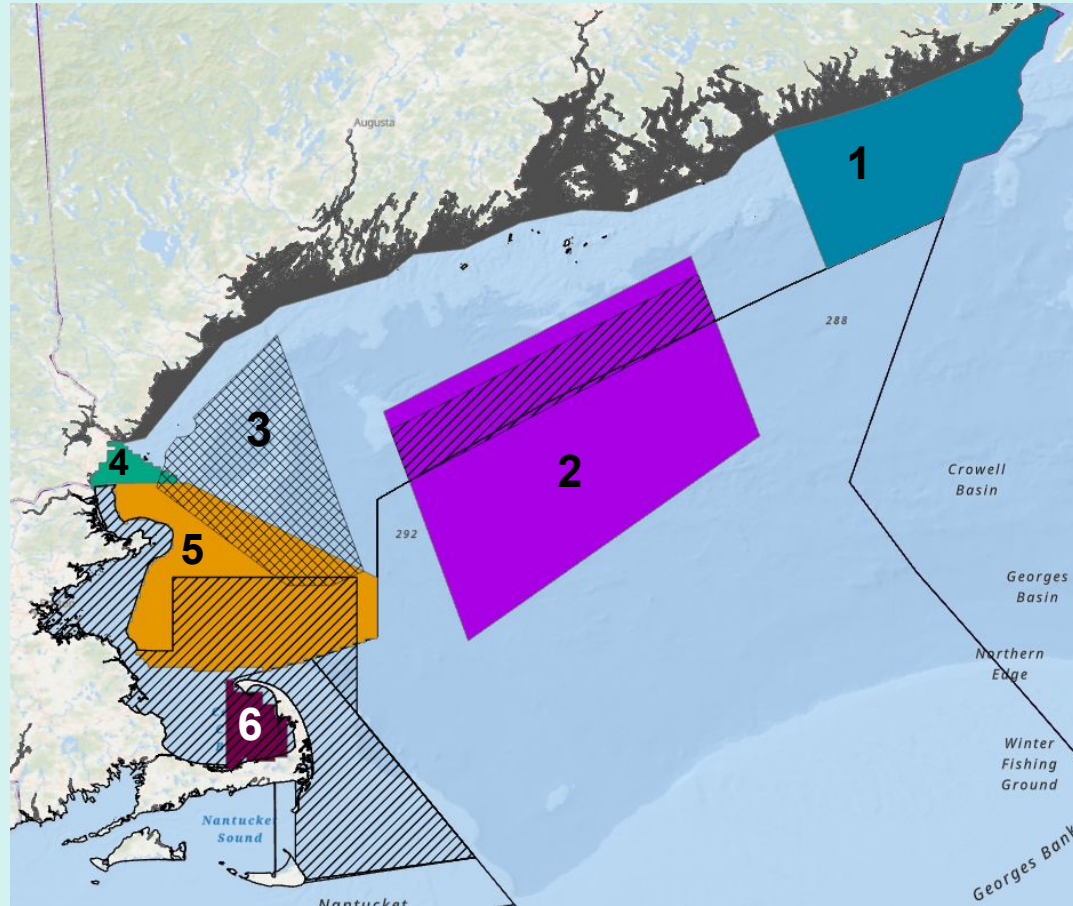 1
Augusta
288
2
3
4
Crowell
Basin
292
5
Georges
Basin
Northern
Edge
6
Winter
Fishing
Ground
Nantucket
Sound
Georges Bank
Nantucket